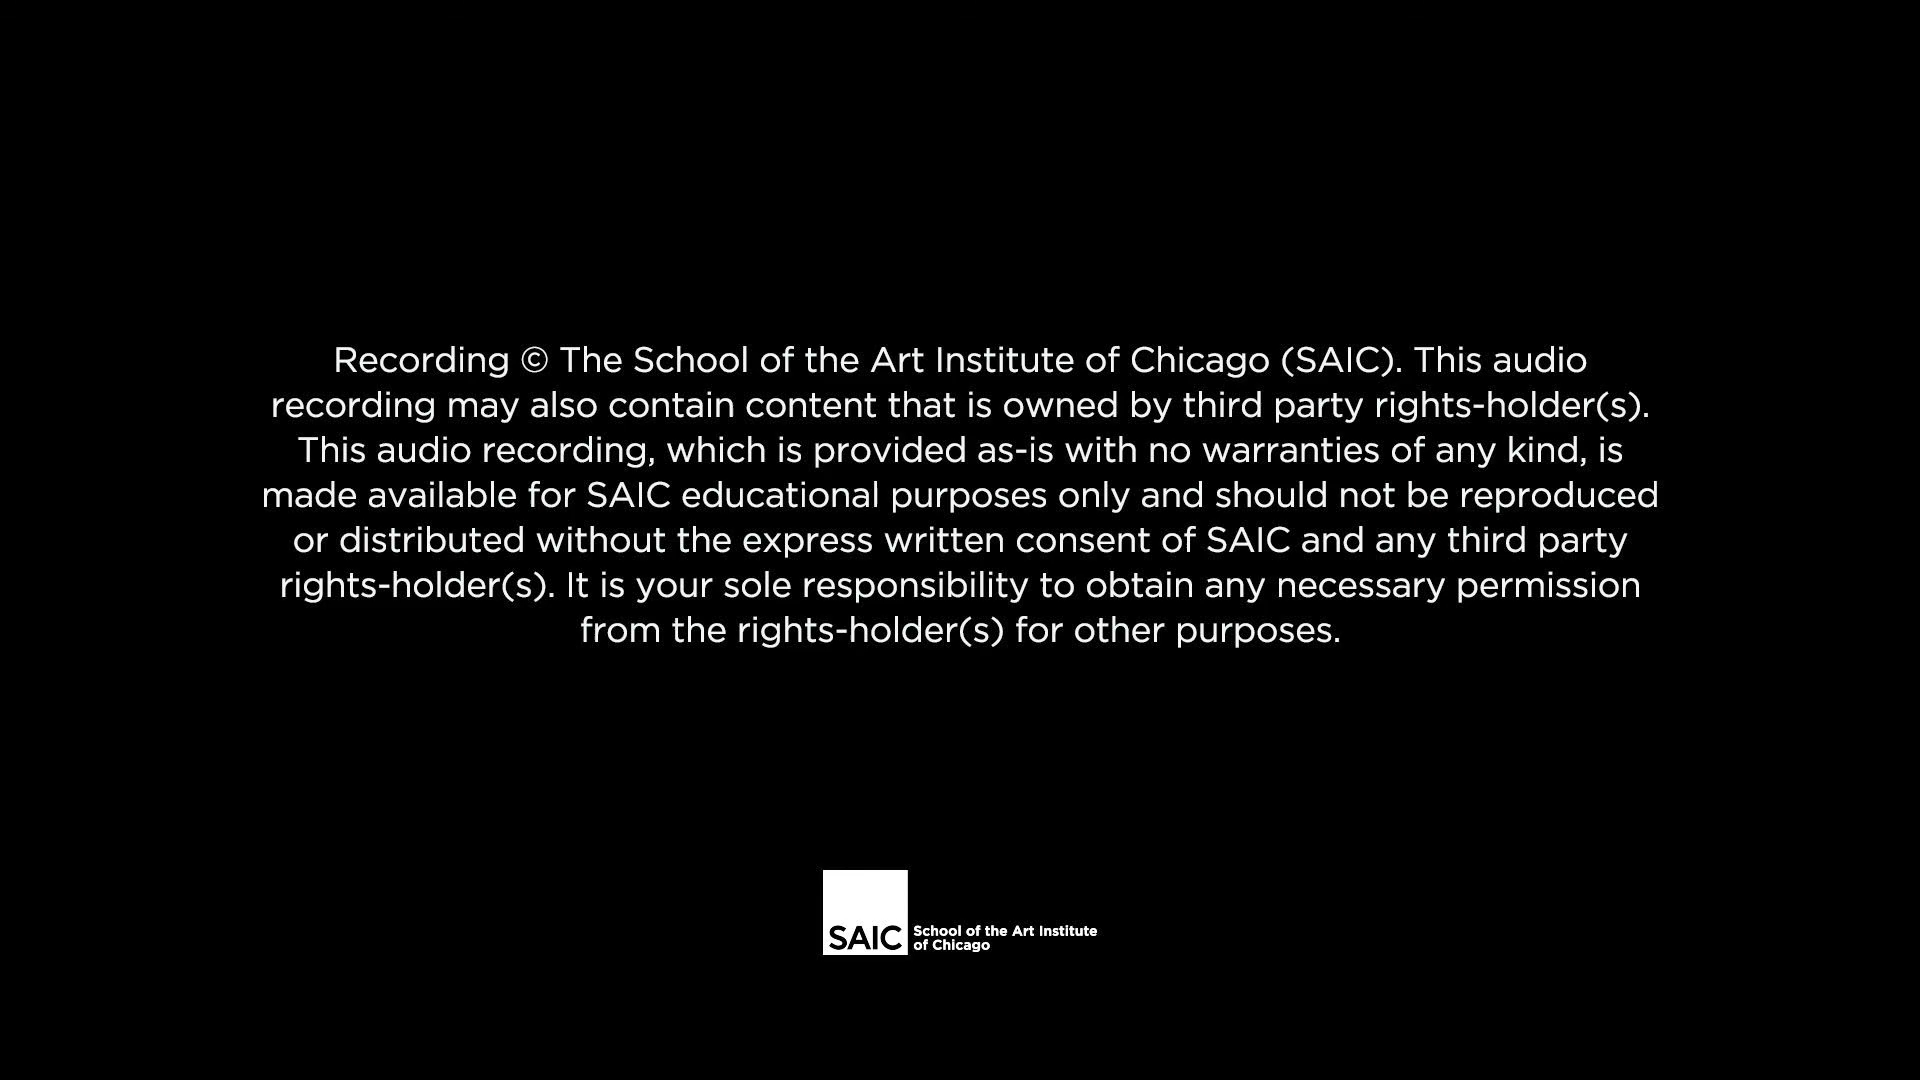 Recording © The School of the Art Institute of Chicago (SAIC). This audio
recording may also contain content that is owned by third party rights-holder(s).
This audio recording, which is provided as-is with no warranties of any kind, is
made available for SAIC educational purposes only and should not be reproduced
or distributed without the express written consent of SAIC and any third party
rights-holder(s). It is your sole responsibility to obtain any necessary permission
from the rights-holder(s) for other purposes.
SAIC
School of the Art Institute
of Chicago